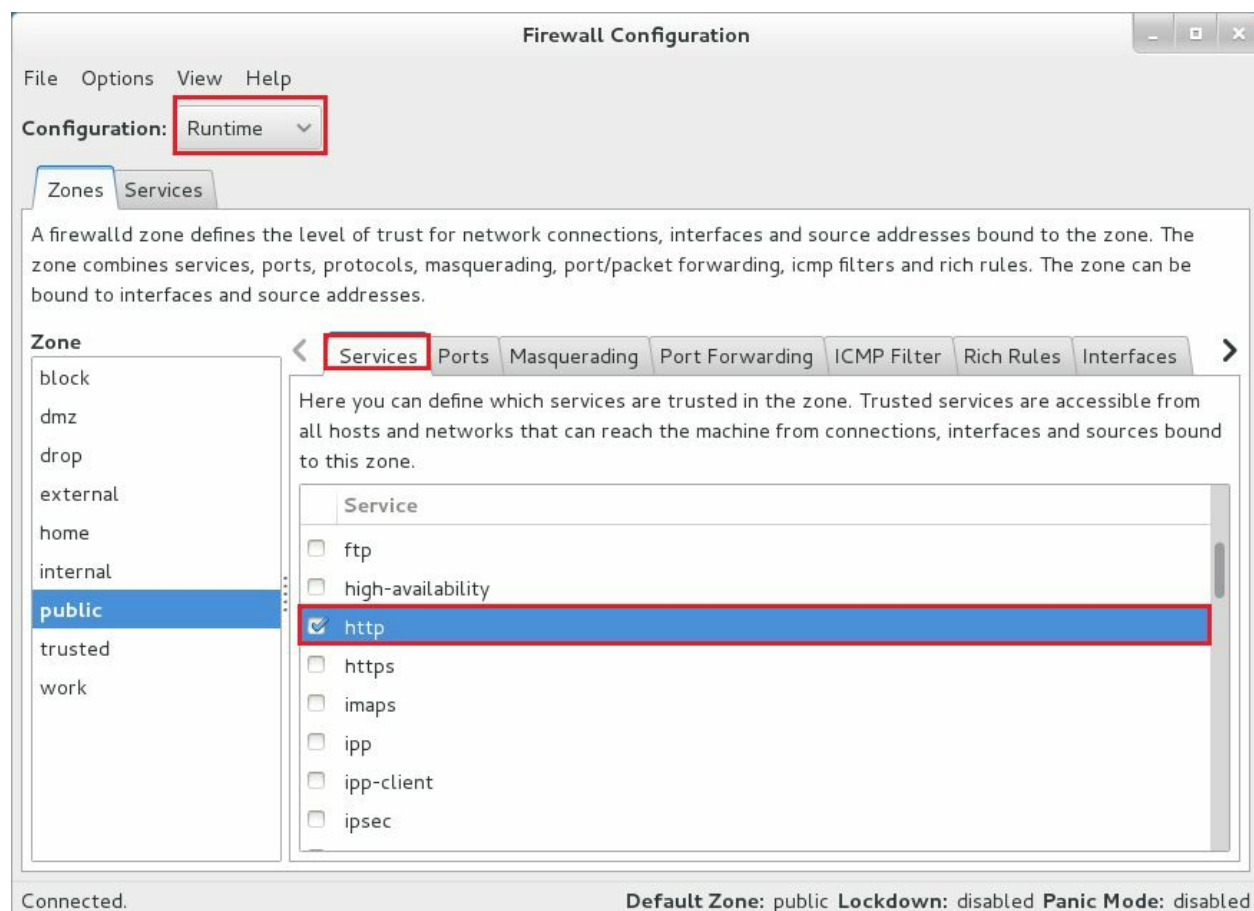 Firewall Configuration
File Options View Help
Configuration: Runtime
Zones Services
A firewalld zone defines the level of trust for network connections, interfaces and source addresses bound to the zone. The
zone combines services, ports, protocols, masquerading, port/packet forwarding, icmp filters and rich rules. The zone can be
bound to interfaces and source addresses.
Zone
block
dmz
drop
external
home
internal
public
trusted
work
Services Ports Masquerading Port Forwarding ICMP Filter Rich Rules Interfaces
Here you can define which services are trusted in the zone. Trusted services are accessible from
all hosts and networks that can reach the machine from connections, interfaces and sources bound
to this zone.
Service
ftp
high-availability
http
https
imaps
ipp
ipp-client
ipsec
Connected.
Default Zone: public Lockdown: disabled Panic Mode: disabled